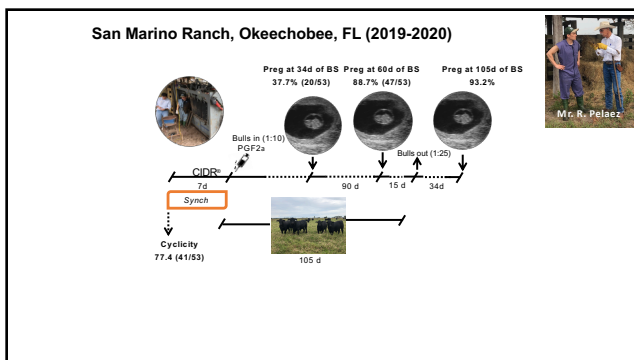 San Marino Ranch, Okeechobee, FL (2019-2020)
Mr. R. Pelaez
Preg at 34d of BS
37.7% (20/53)
Preg at 60d of BS
88.7% (47/53)
Preg at 105d of BS
93.2%
Bulls in (1:10)
PGF2a
Bulls out (1:25)
CIDR®
7d
90 d
15 d
34d
Synch
Cyclicity
77.4 (41/53)
105 d